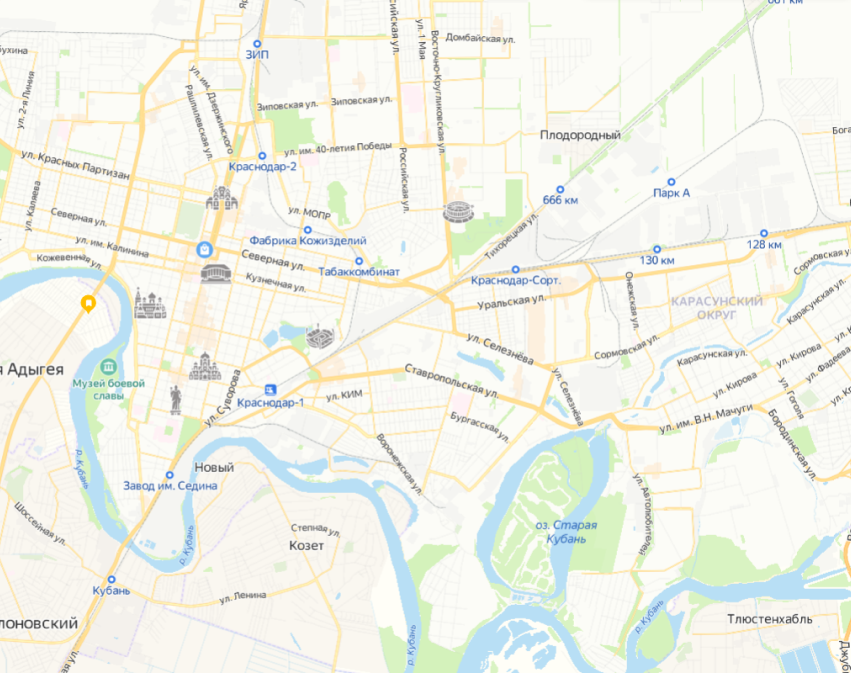 661 км
Домбайская ул.
ул. 1 Мая
Восточно-Кругликовская ул.
ЗИП
ул. 2-я Линия
ул. им. Дзержинского
Рашпилевская ул.
Зиповская ул.
Зиповская ул.
Плодородный
ул. им. 40-летия Победы
Российская ул.
ул. Красных Партизан
Краснодар-2
ул. Каляева
666 км
Парк А
Северная ул.
ул. МОПР
Тихорецкая ул.
Фабрика Кожизделий
128 км
ул. им. Калинина
Северная ул.
Табаккомбинат
130 км
Кожевенная ул.
Кузнечная ул.
Краснодар-Сорт.
Сормовская ул.
Онежская ул.
Уральская ул.
КАРАСУНСКИЙ
ОКРУГ
Карасунская ул.
ул. Селезнёва
Сормовская ул.
Карасунская ул.
ул. Кирова
ул. Фадеева
я Адыгея
Музей боевой
славы
ул. Суворова
Ставропольская ул.
ул. Селезнёва
ул. Кирова
ул. Гоголя
Краснодар-1
ул. КИМ
Бургасская ул.
ул. им. В.Н. Мачуги
Бородинская ул.
Воронежская ул.
Новый
р. Кубань
Завод им. Седина
ул. Автолюбителей
Шоссейная ул.
р. Кубань
Степная ул.
Козет
оз. Старая
Кубань
Кубань
ул. Ленина
р. Кубань
р. Кубань
Тлюстенхабль
лоновский